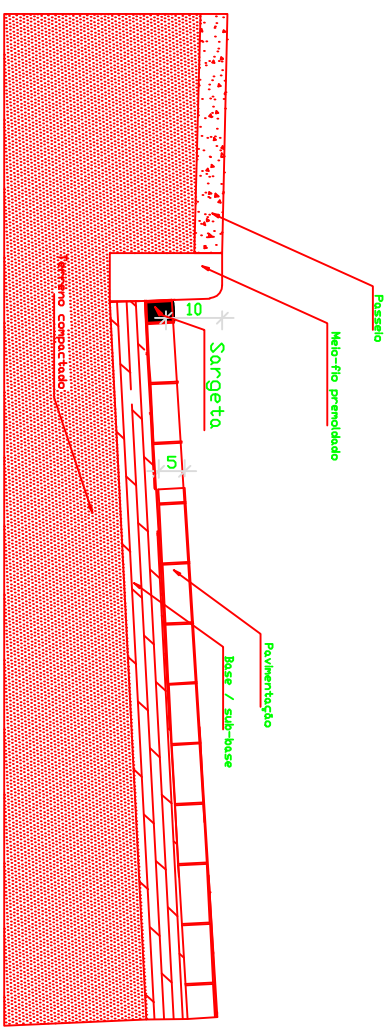 Passeio
Meio-fio premoldado
10
Sargeta
5
Pavimentação
Base / sub-base
Terreno compactado